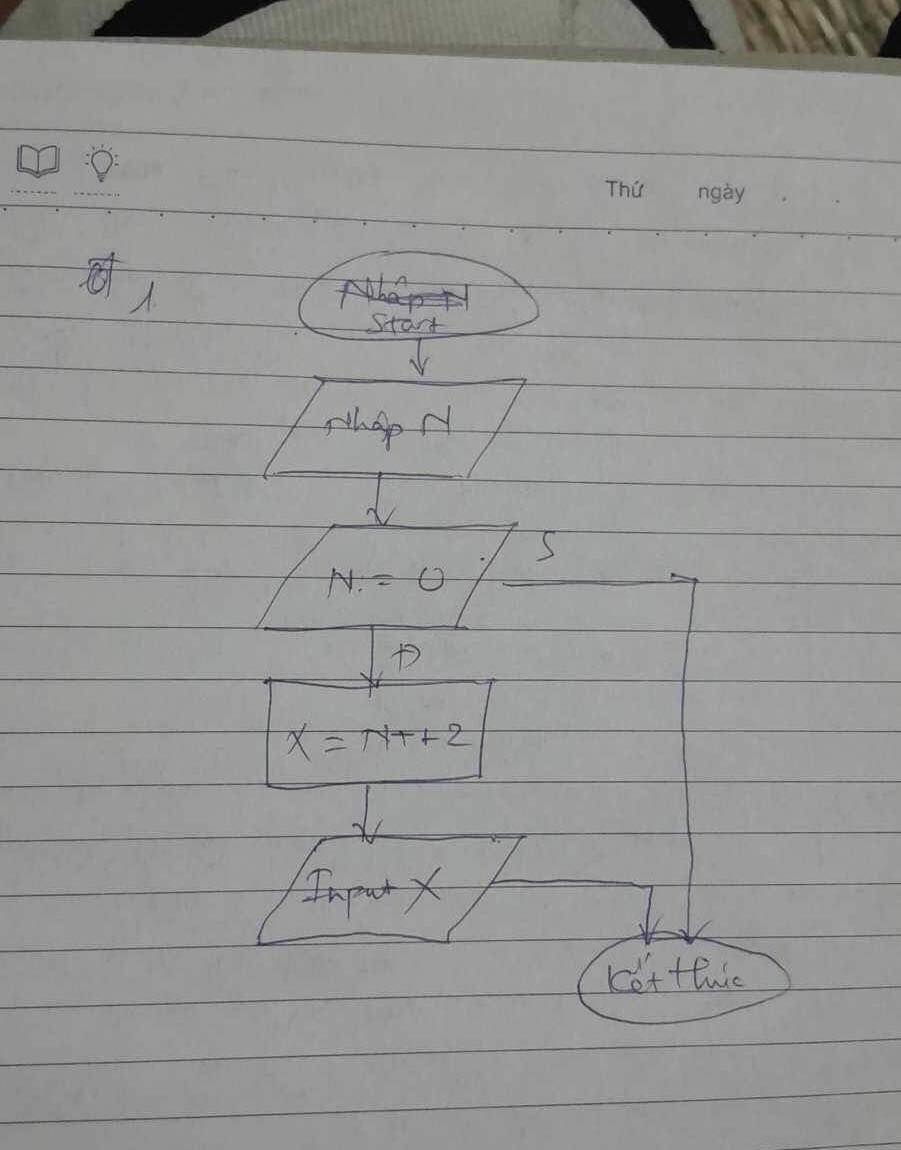 Thứ ngày
1
Nhập N
Start
Nhập N
N = 0
S
Đ
X = N++2
Input X
Kết thúc